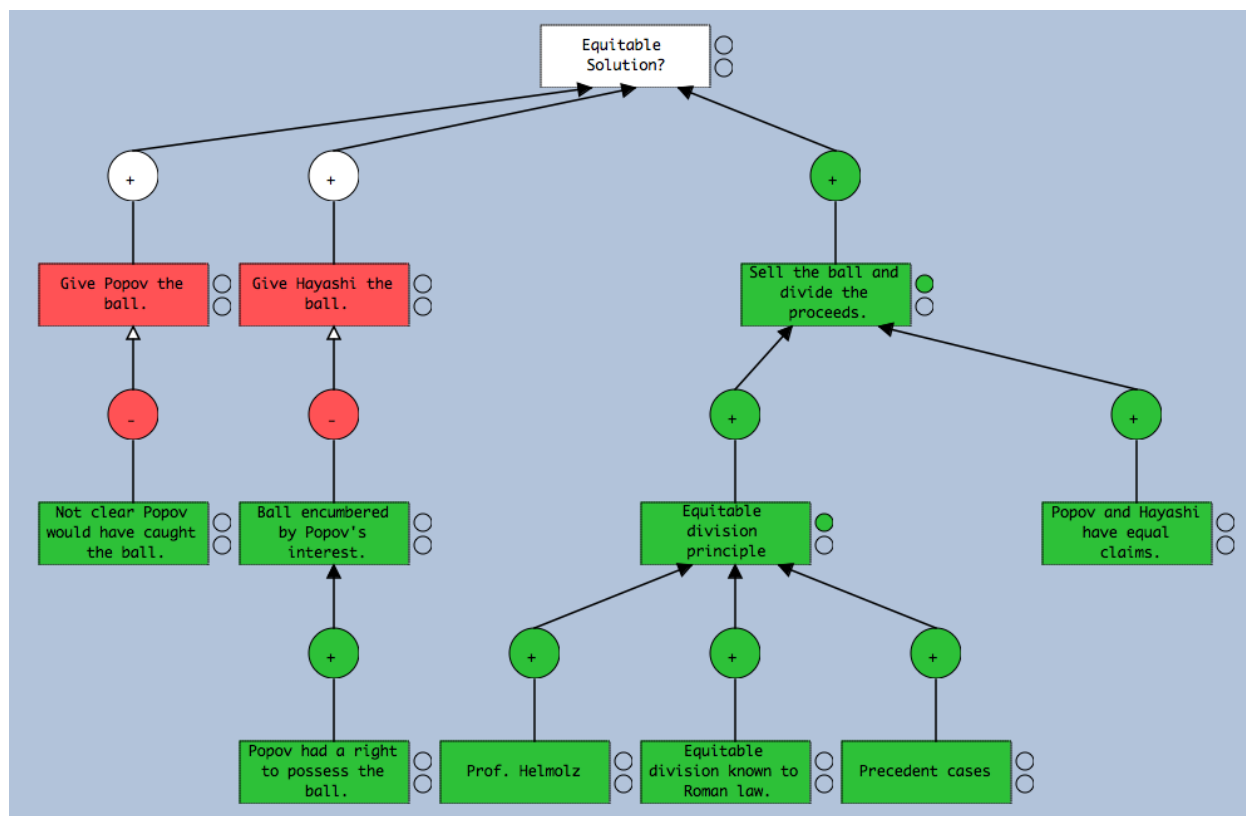 Equitable
Solution?
+
+
+
Give Popov the
ball.
Give Hayashi the
ball.
Sell the ball and
divide the
proceeds.
-
-
+
+
Not clear Popov
would have caught
the ball.
Ball encumbered
by Popov's
interest.
Equitable
division
principle
Popov and Hayashi
have equal
claims.
+
+
+
+
Popov had a right
to possess the
ball.
Prof. Helmolz
Equitable
division known to
Roman law.
Precedent cases